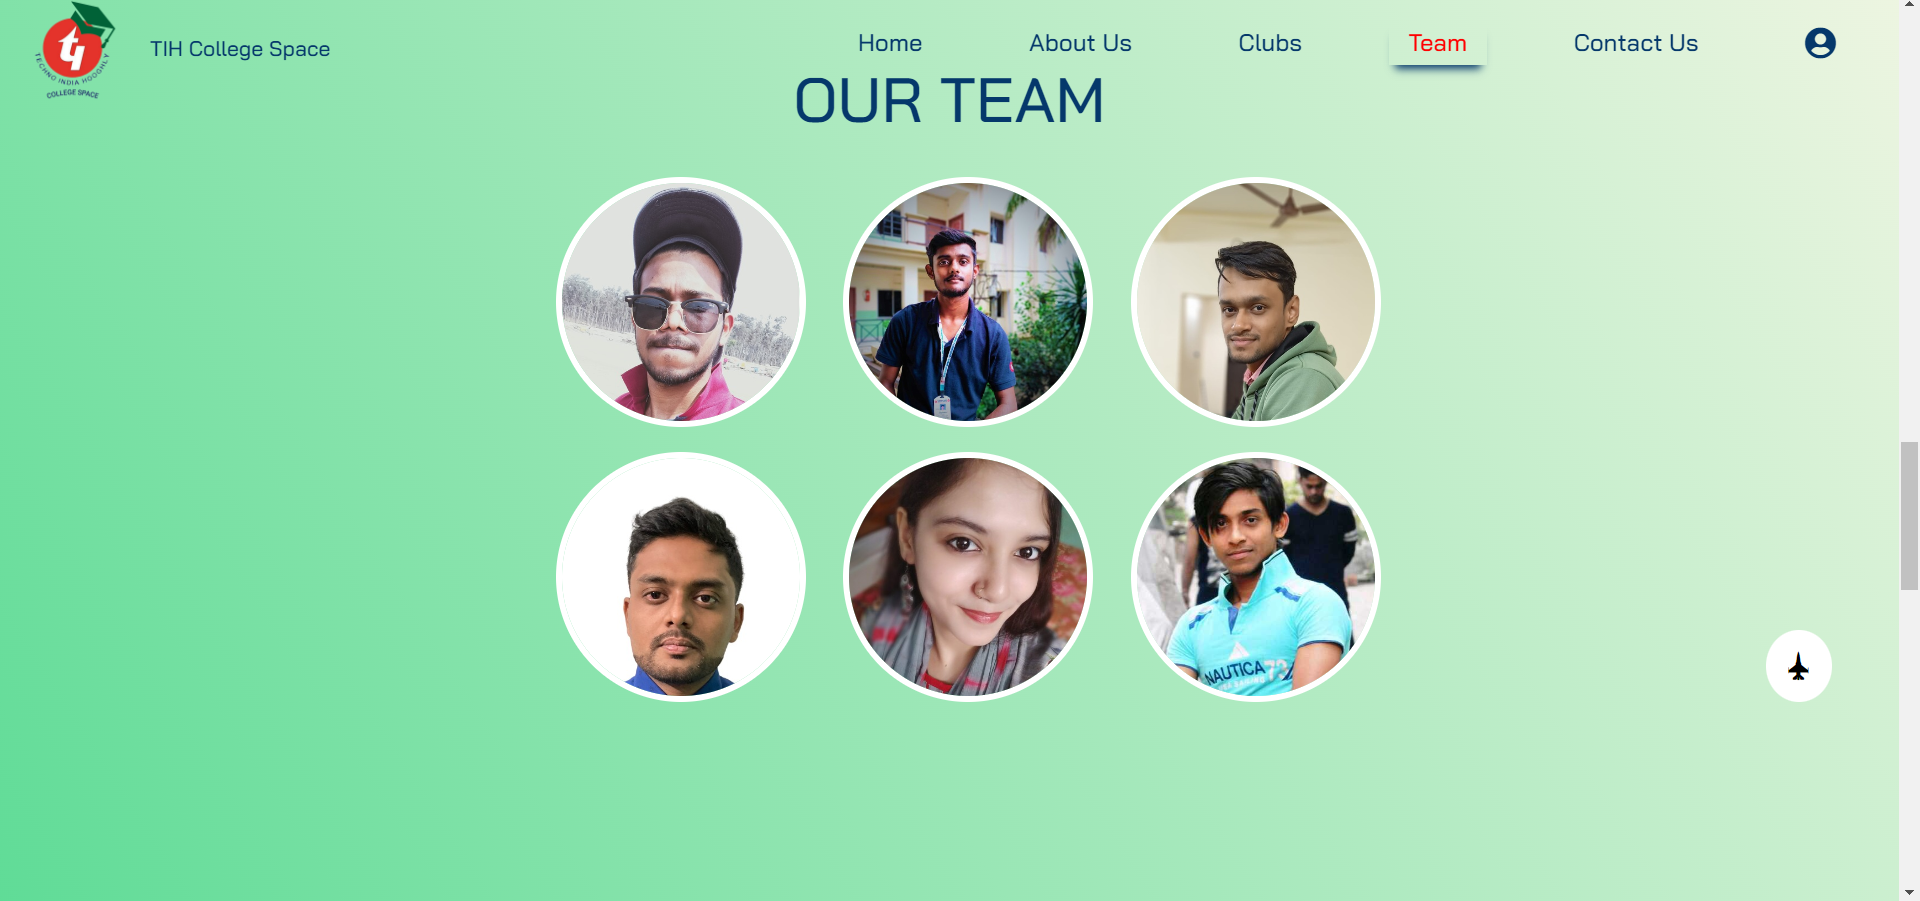 TECHNO INDIA HOOGHLY
COLLEGE SPACE
TIH College Space
Home
About Us
Clubs
Team
Contact Us
OUR TEAM
NAUTICA
73